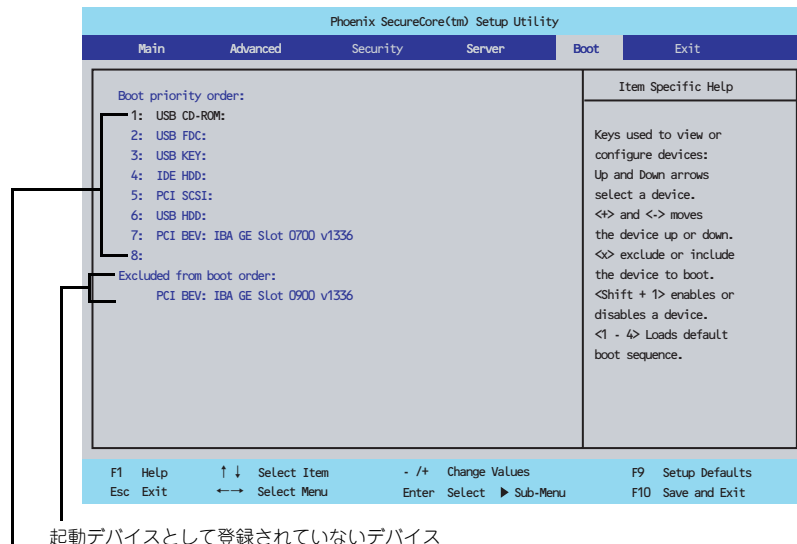 Phoenix SecureCore(tm) Setup Utility
Main Advanced Security Server Boot Exit
Boot priority order:
1: USB CD-ROM:
2: USB FDC:
3: USB KEY:
4: IDE HDD:
5: PCI SCSI:
6: USB HDD:
7: PCI BEV: IBA GE Slot 0700 v1336
8:
Excluded from boot order:
PCI BEV: IBA GE Slot 0900 v1336
Item Specific Help
Keys used to view or
configure devices:
Up and Down arrows
select a device.
<+> and <-> moves
the device up or down.
<x> exclude or include
the device to boot.
<Shift + 1> enables or
disables a device.
<1 - 4> Loads default
boot sequence.
F1 Help ↑↓ Select Item - /+ Change Values F9 Setup Defaults
Esc Exit ←→ Select Menu Enter Select ▶ Sub-Menu F10 Save and Exit
起動デバイスとして登録されていないデバイス